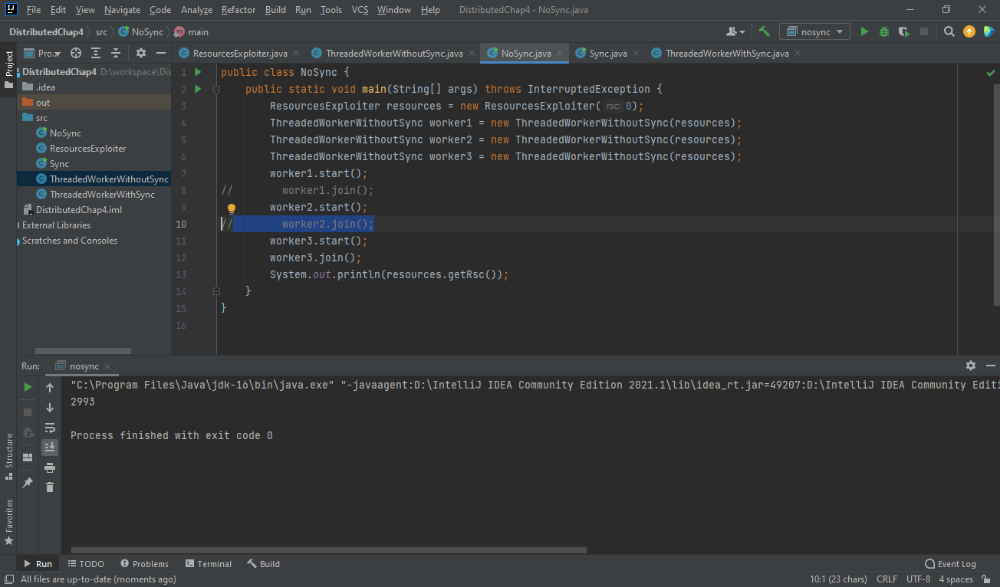 IJ File Edit View Navigate Code Analyze Refactor Build Run Tools VCS Window Help DistributedChap4 - NoSync.java
DistributedChap4 src C NoSync m main nosync
Project
Pro... C ResourcesExploiter.java C ThreadedWorkerWithoutSync.java C NoSync.java C Sync.java C ThreadedWorkerWithSync.java
DistributedChap4 D:\workspace\Dis
.idea
out
src
C NoSync
C ResourcesExploiter
C Sync
C ThreadedWorkerWithoutSync
C ThreadedWorkerWithSync
DistributedChap4.iml
External Libraries
Scratches and Consoles
1 public class NoSync {
2 public static void main(String[] args) throws InterruptedException {
3 ResourcesExploiter resources = new ResourcesExploiter( rsc: 0);
4 ThreadedWorkerWithoutSync worker1 = new ThreadedWorkerWithoutSync(resources);
5 ThreadedWorkerWithoutSync worker2 = new ThreadedWorkerWithoutSync(resources);
6 ThreadedWorkerWithoutSync worker3 = new ThreadedWorkerWithoutSync(resources);
7 worker1.start();
8 // worker1.join();
9 worker2.start();
10 // worker2.join();
11 worker3.start();
12 worker3.join();
13 System.out.println(resources.getRsc());
14 }
15 }
16
Run: nosync
"C:\Program Files\Java\jdk-16\bin\java.exe" "-javaagent:D:\IntelliJ IDEA Community Edition 2021.1\lib\idea_rt.jar=49207:D:\IntelliJ IDEA Community Editi
2993
Process finished with exit code 0
Structure
Favorites
Run TODO Problems Terminal Build Event Log
All files are up-to-date (moments ago) 10:1 (23 chars) CRLF UTF-8 4 spaces